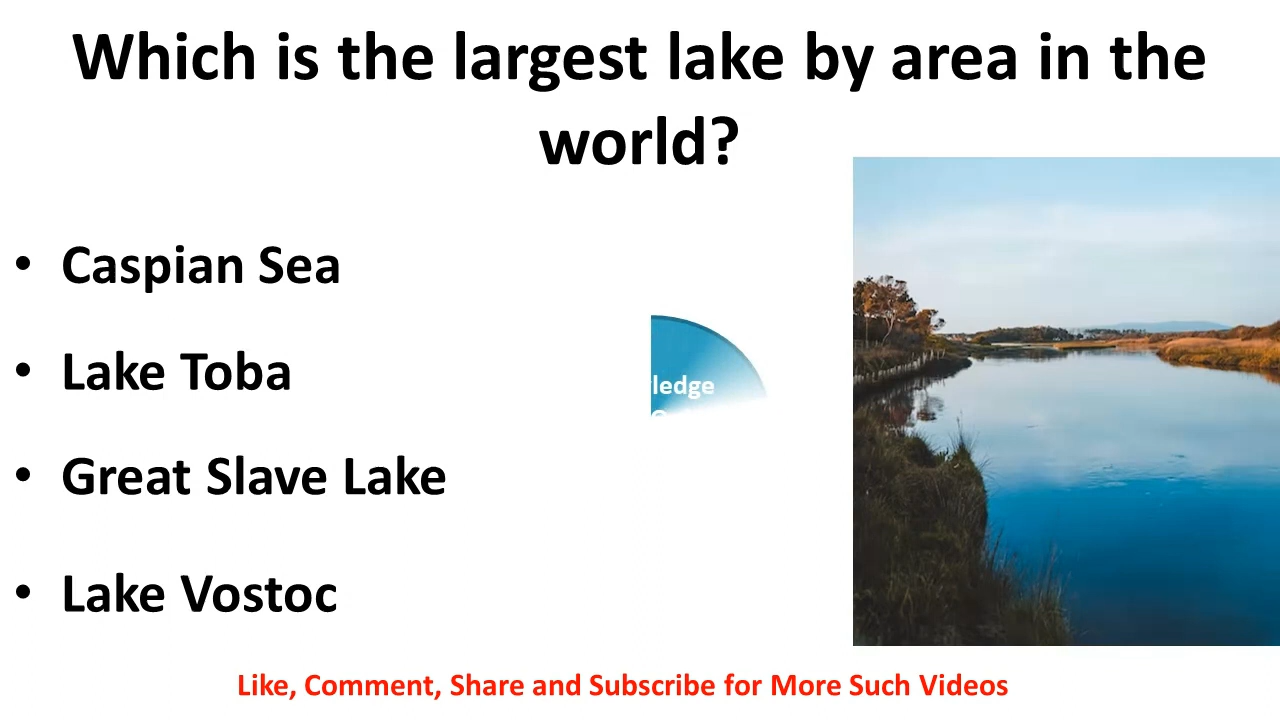 Which is the largest lake by area in the
world?
• Caspian Sea
• Lake Toba
• Great Slave Lake
• Lake Vostoc
Like, Comment, Share and Subscribe for More Such Videos